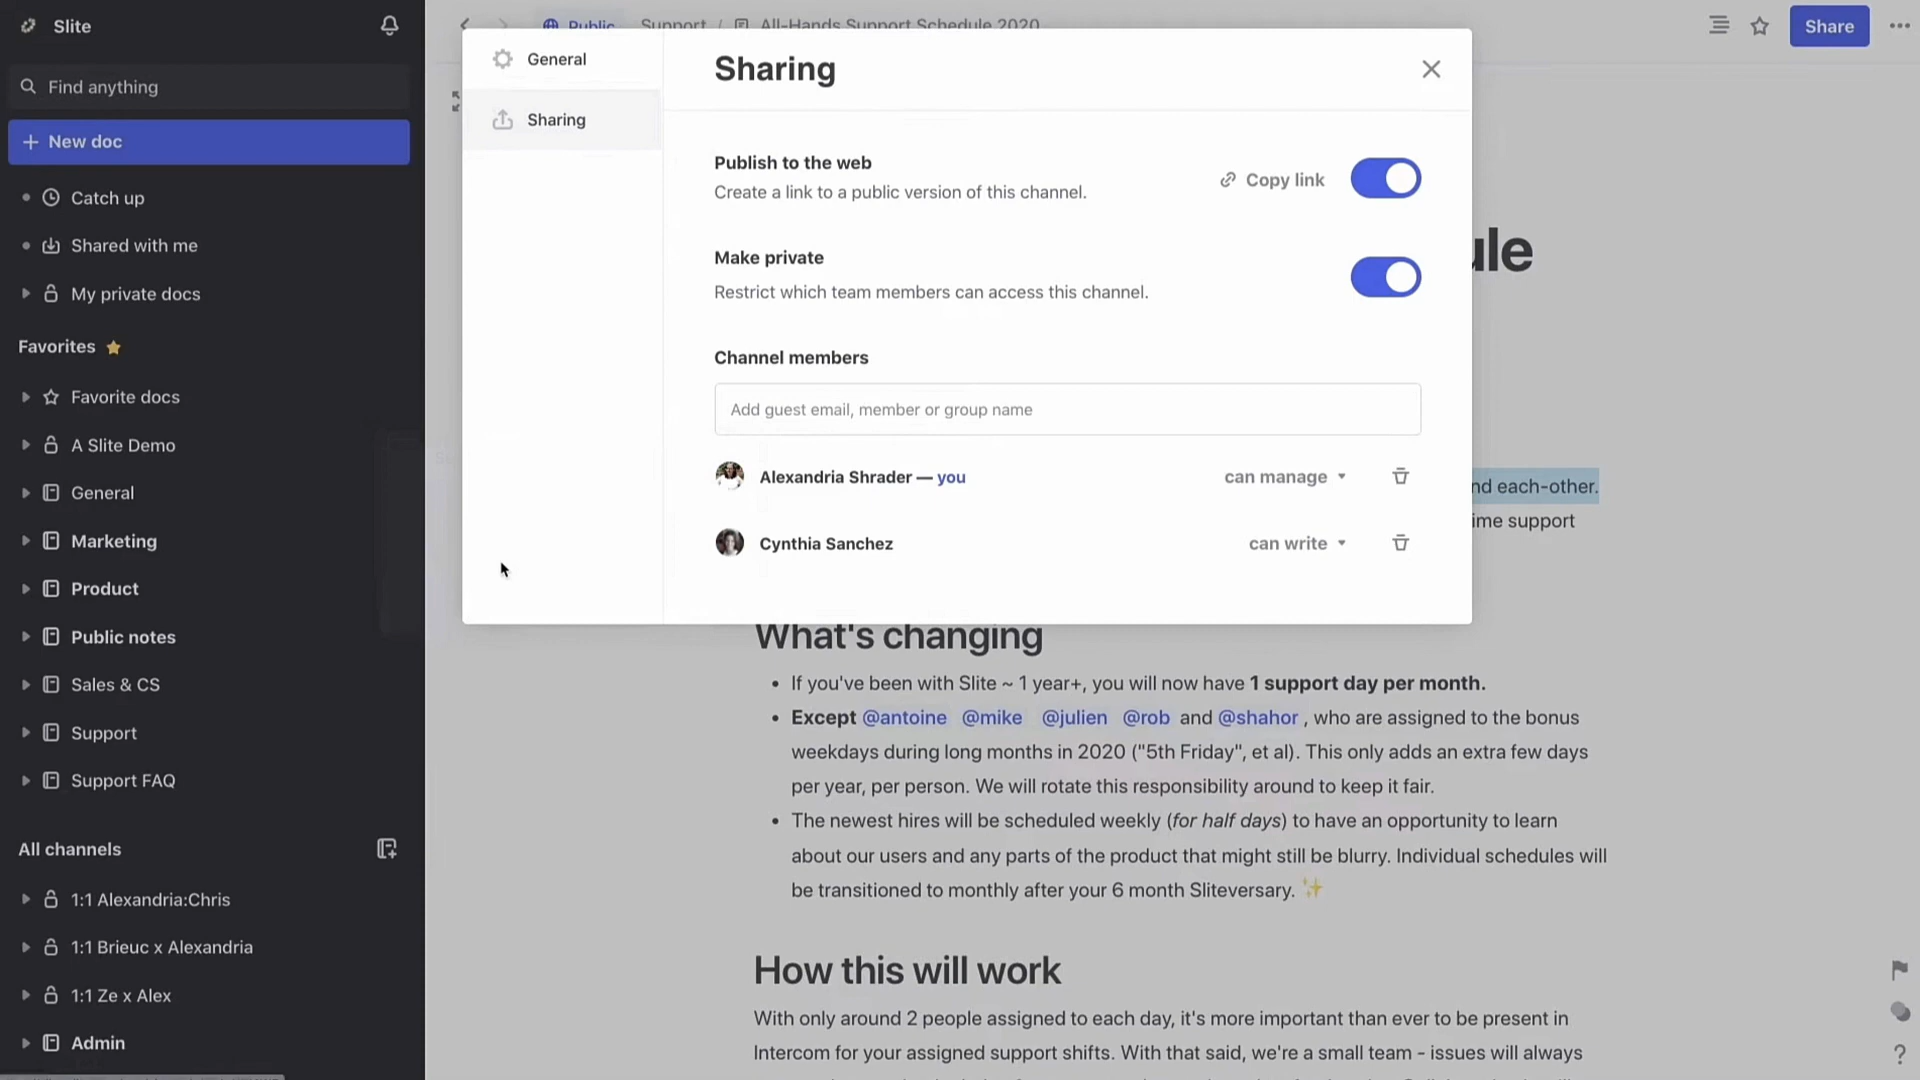 Slite
Find anything
New doc
Catch up
Shared with me
My private docs
Favorites
Favorite docs
A Slite Demo
General
Marketing
Product
Public notes
Sales & CS
Support
Support FAQ
All channels
1:1 Alexandria:Chris
1:1 Brieuc x Alexandria
1:1 Ze x Alex
Admin
Public Support / All-Hands Support Schedule 2020
Share
General
Sharing
Sharing
Publish to the web
Create a link to a public version of this channel.
Copy link
Make private
Restrict which team members can access this channel.
Channel members
Add guest email, member or group name
Alexandria Shrader — you can manage
Cynthia Sanchez can write
ule
nd each-other.
ime support
What's changing
• If you've been with Slite ~ 1 year+, you will now have 1 support day per month.
• Except @antoine @mike @julien @rob and @shahor , who are assigned to the bonus
weekdays during long months in 2020 ("5th Friday", et al). This only adds an extra few days
per year, per person. We will rotate this responsibility around to keep it fair.
• The newest hires will be scheduled weekly (for half days) to have an opportunity to learn
about our users and any parts of the product that might still be blurry. Individual schedules will
be transitioned to monthly after your 6 month Sliteversary. ✨
How this will work
With only around 2 people assigned to each day, it's more important than ever to be present in
Intercom for your assigned support shifts. With that said, we're a small team - issues will always